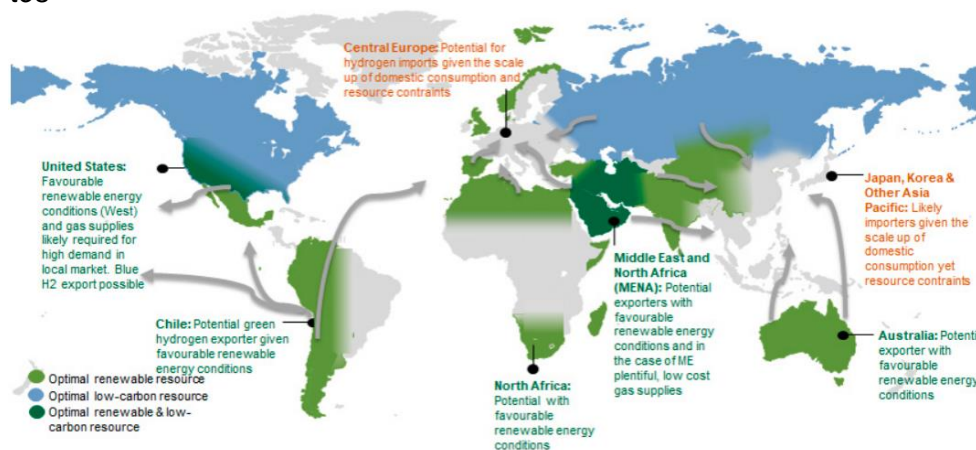 Central Europe: Potential for
hydrogen imports given the scale
up of domestic consumption and
resource contraints
United States:
Favourable
renewable energy
conditions (West) and
gas supplies
likely required for
high demand in
local market. Blue
H2 export possible
Japan, Korea &
Other Asia
Pacific: Likely
importers given the
scale up of
domestic
consumption yet
resource contraints
Middle East and
North Africa
(MENA): Potential
exporters with
favourable
renewable energy
conditions and in
the case of ME
plentiful, low cost
gas supplies
Chile: Potential green
hydrogen exporter given
favourable renewable
energy conditions
North Africa:
Potential with
favourable
renewable energy
conditions
Australia: Potenti
exporter with
favourable
renewable energy
conditions
Optimal renewable resource
Optimal low-carbon resource
Optimal renewable & low-
carbon resource